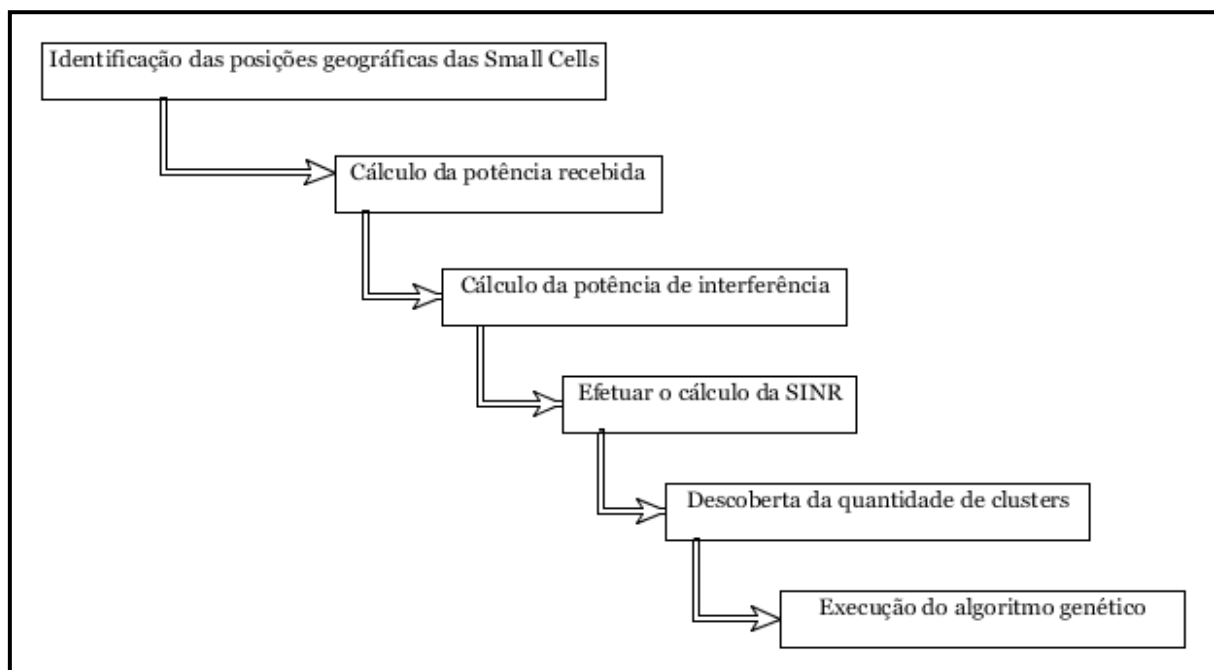 Identificação das posições geográficas das Small Cells
Cálculo da potência recebida
Cálculo da potência de interferência
Efetuar o cálculo da SINR
Descoberta da quantidade de clusters
Execução do algoritmo genético